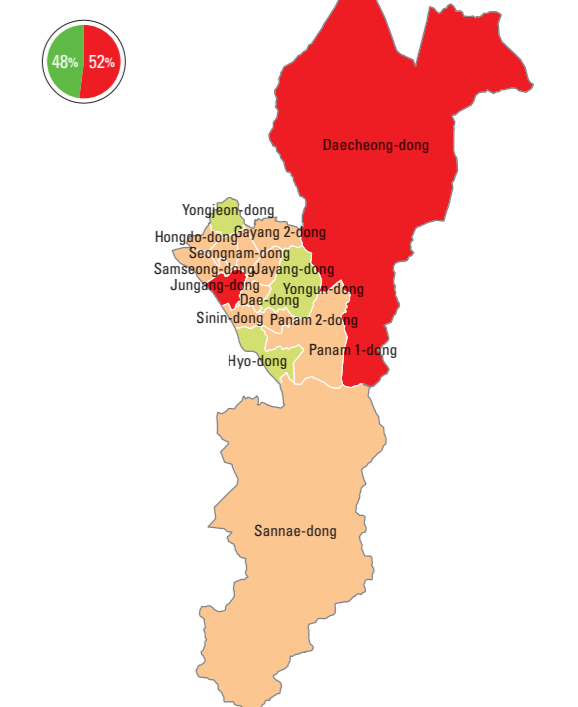 48% 52%
Daecheong-dong
Yongjeon-dong
Hongdo-dong Gayang 2-dong
Seongnam-dong
Samseong-dong Jayang-dong
Jungang-dong Yongun-dong
Dae-dong
Sinin-dong Panam 2-dong
Panam 1-dong
Hyo-dong
Sannae-dong